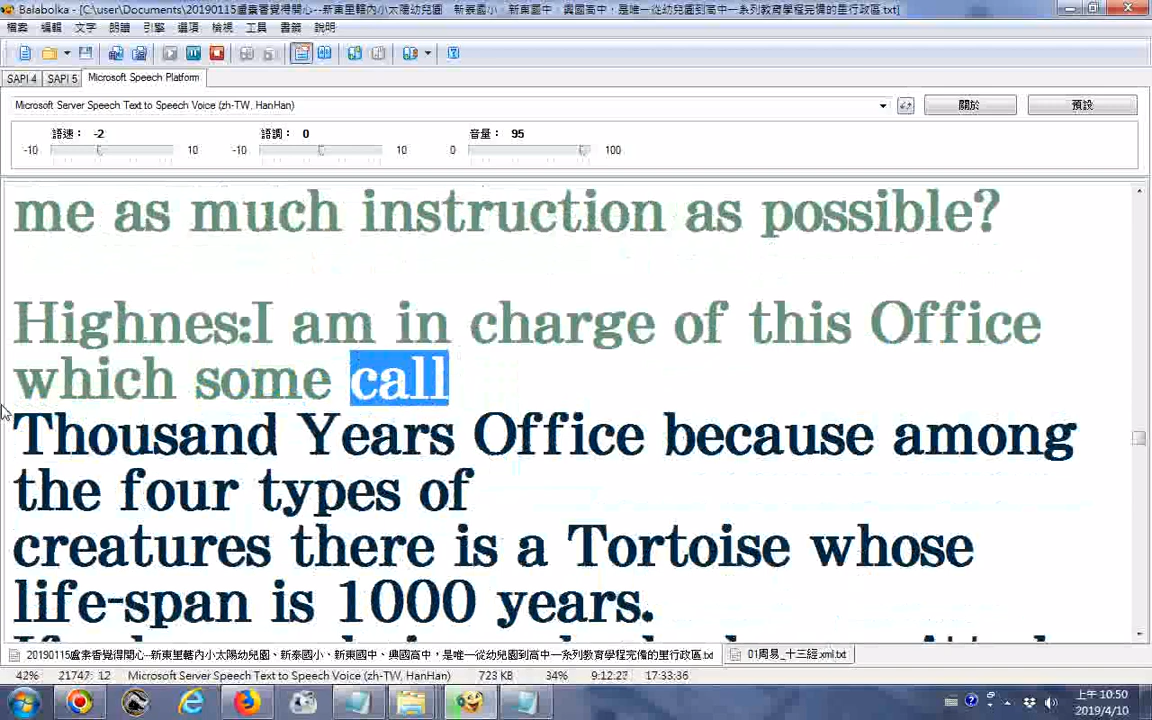 Balabolka - [C:\user\Documents\20190115盧素香覺得開心--新東里轄內小太陽幼兒園 新泰國小、新東國中、興國高中，是唯一從幼兒園到高中一系列教育學程完備的里行政區.txt]
檔案 編輯 文字 朗讀 引擎 選項 檢視 工具 書籤 說明
SAPI 4 SAPI 5 Microsoft Speech Platform
Microsoft Server Speech Text to Speech Voice (zh-TW, HanHan) 關於 預設
語速： -2 語調： 0 音量： 95
-10 10 -10 10 0 100
me as much instruction as possible?
Highnes:I am in charge of this Office
which some call
Thousand Years Office because among
the four types of
creatures there is a Tortoise whose
life-span is 1000 years.
20190115盧素香覺得開心--新東里轄內小太陽幼兒園、新泰國小、新東國中、興國高中，是唯一從幼兒園到高中一系列教育學程完備的里行政區.txt 01周易_十三經.xml.txt
42% 21747: 12 Microsoft Server Speech Text to Speech Voice (zh-TW, HanHan) 723 KB 34% 9:12:23 17:33:36
上午 10:50
2019/4/10